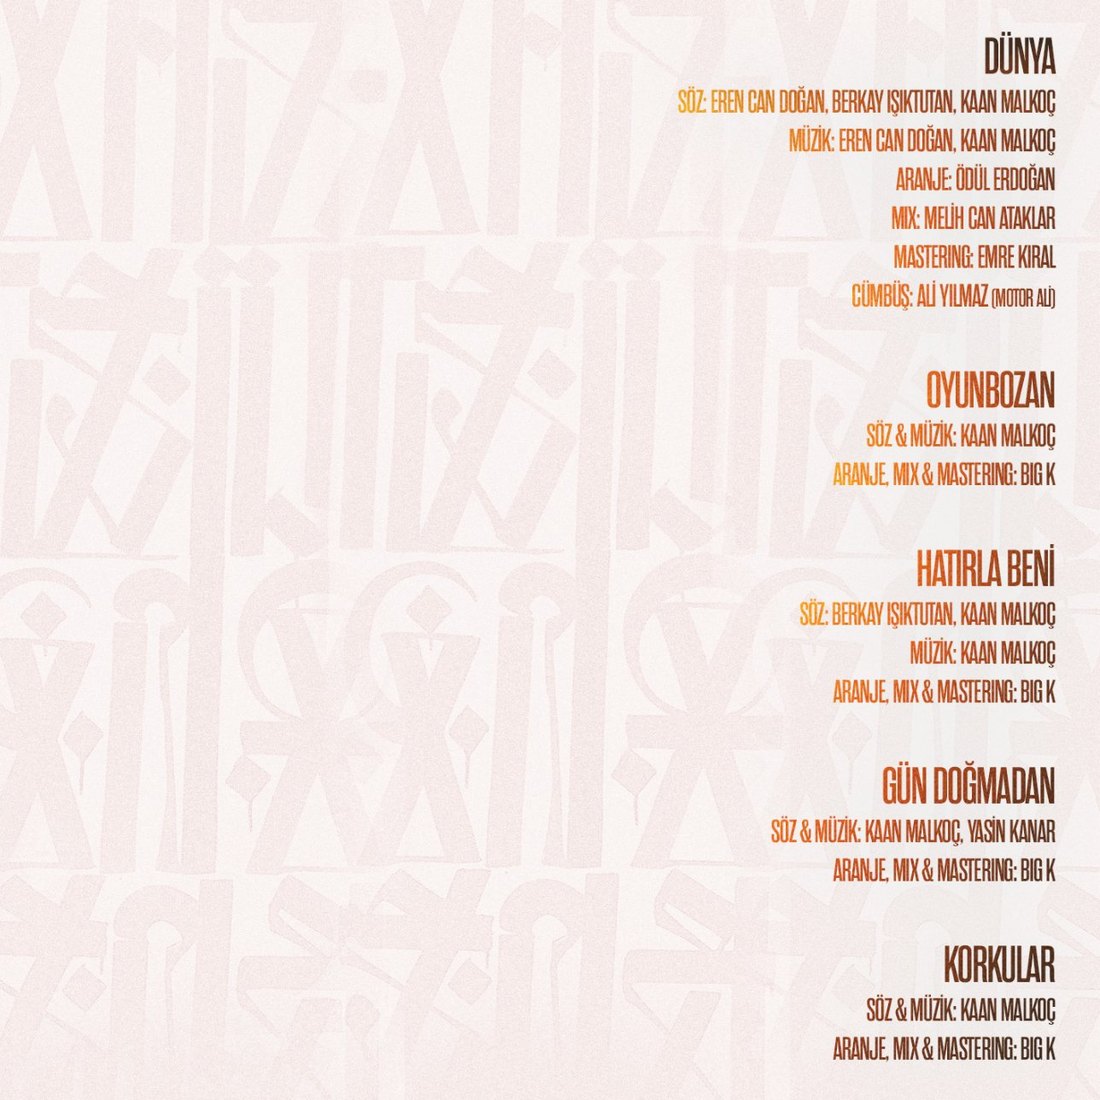 DÜNYA
SÖZ: EREN CAN DOĞAN, BERKAY IŞIKTUTAN, KAAN MALKOÇ
MÜZİK: EREN CAN DOĞAN, KAAN MALKOÇ
ARANJE: ÖDÜL ERDOĞAN
MIX: MELİH CAN ATAKLAR
MASTERING: EMRE KIRAL
CÜMBÜŞ: ALİ YILMAZ (MOTOR ALİ)
OYUNBOZAN
SÖZ & MÜZİK: KAAN MALKOÇ
ARANJE, MIX & MASTERING: BIG K
HATIRLA BENİ
SÖZ: BERKAY IŞIKTUTAN, KAAN MALKOÇ
MÜZİK: KAAN MALKOÇ
ARANJE, MIX & MASTERING: BIG K
GÜN DOĞMADAN
SÖZ & MÜZİK: KAAN MALKOÇ, YASİN KANAR
ARANJE, MIX & MASTERING: BIG K
KORKULAR
SÖZ & MÜZİK: KAAN MALKOÇ
ARANJE, MIX & MASTERING: BIG K